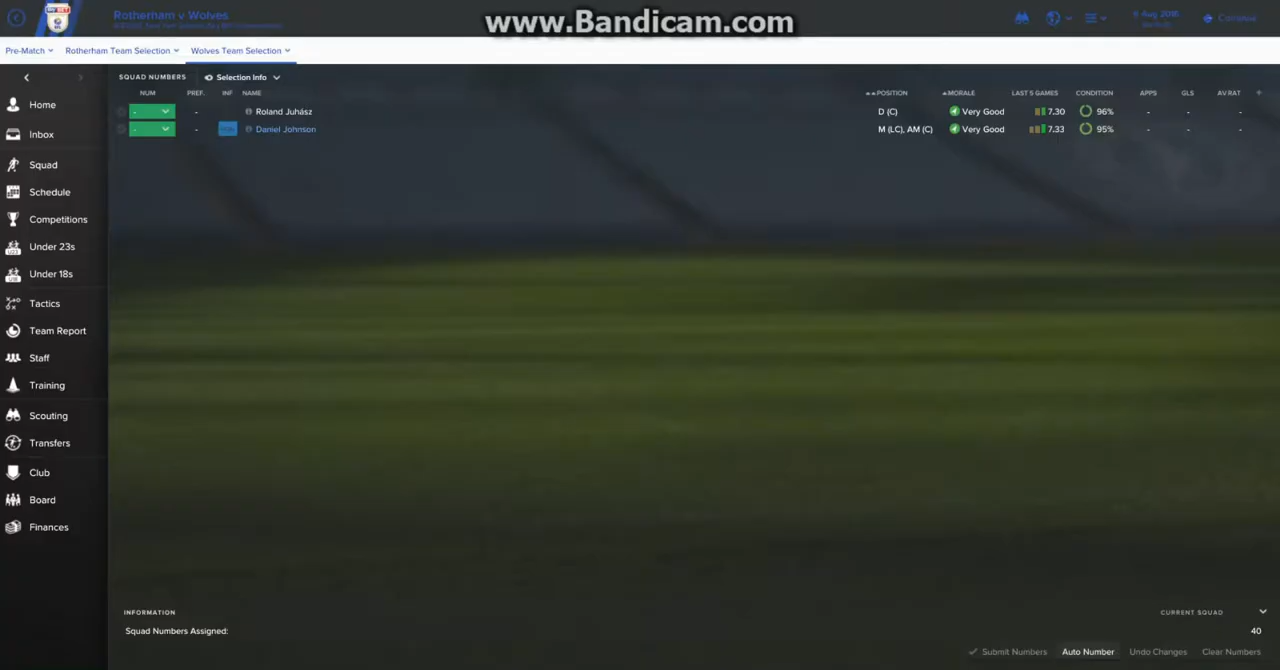 www.Bandicam.com
Rotherham v Wolves
9 Aug 2016
Continue
Pre-Match
Rotherham Team Selection
Wolves Team Selection
SQUAD NUMBERS
Selection Info
NUM PREF. INF NAME POSITION MORALE LAST 5 GAMES CONDITION APPS GLS AV RAT +
- - Roland Juhász D (C) Very Good 7.30 96% - - -
- - Daniel Johnson M (LC), AM (C) Very Good 7.33 95% - - -
Home
Inbox
Squad
Schedule
Competitions
Under 23s
Under 18s
Tactics
Team Report
Staff
Training
Scouting
Transfers
Club
Board
Finances
INFORMATION
CURRENT SQUAD
Squad Numbers Assigned:
40
Submit Numbers
Auto Number
Undo Changes
Clear Numbers